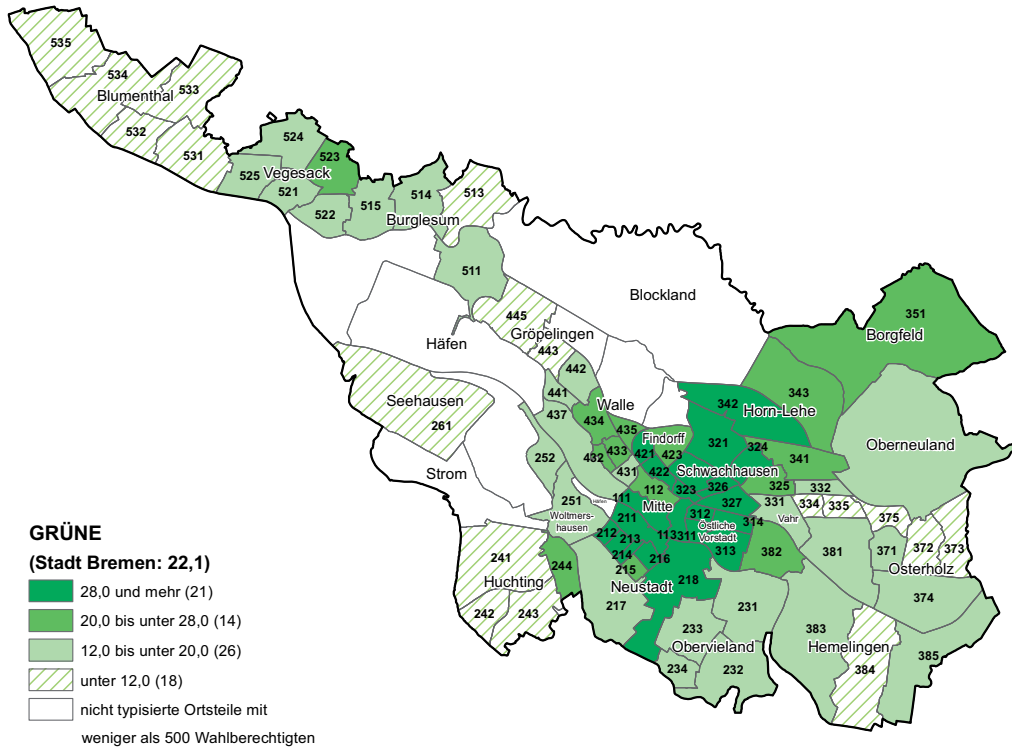 535
534
533
Blumenthal
532
531
524
523
Vegesack
525
521
522
515
514
513
Burglesum
511
Blockland
445
Gröpelingen
443
Häfen
442
441
437
Walle
434
435
433
432
431
Findorff
421
423
422
351
Borgfeld
343
342
Horn-Lehe
321
324
341
Oberneuland
Schwachhausen
325
326
323
327
332
331
334
335
Vahr
375
Seehausen
261
Strom
252
251
Woltmers-
hausen
Häfen
111
112
Mitte
113
311
312
Östliche
Vorstadt
313
314
382
381
371
372
373
Osterholz
374
211
212
213
214
215
216
218
Neustadt
217
244
241
Huchting
242
243
231
233
Obervieland
234
232
383
Hemelingen
384
385
GRÜNE
(Stadt Bremen: 22,1)
28,0 und mehr (21)
20,0 bis unter 28,0 (14)
12,0 bis unter 20,0 (26)
unter 12,0 (18)
nicht typisierte Ortsteile mit
weniger als 500 Wahlberechtigten